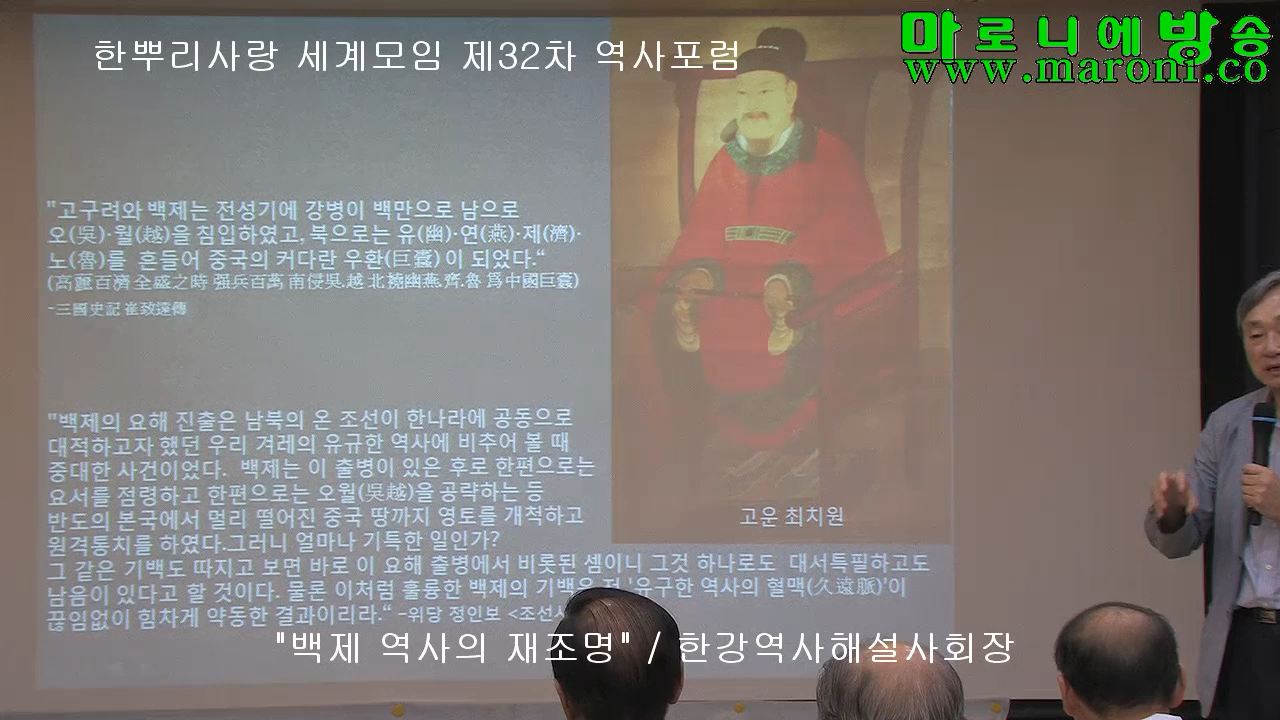 한뿌리사랑 세계모임 제32차 역사포럼
마로니에방송
www.maroni.co
"고구려와 백제는 전성기에 강병이 백만으로 남으로
오(吳)·월(越)을 침입하였고, 북으로는 유(幽)·연(燕)·제(濟)·
노(魯)를 흔들어 중국의 커다란 우환(巨蠹)이 되었다."
(高麗百濟 全盛之時 强兵百萬 南侵吳.越 北撓幽燕.齊.魯 爲中國巨蠹)
-三國史記 崔致遠傳
"백제의 요해 진출은 남북의 온 조선이 한나라에 공동으로
대적하고자 했던 우리 겨레의 유규한 역사에 비추어 볼 때
중대한 사건이었다. 백제는 이 출병이 있은 후로 한편으로는
요서를 점령하고 한편으로는 오월(吳越)을 공략하는 등
반도의 본국에서 멀리 떨어진 중국 땅까지 영토를 개척하고
원격통치를 하였다.그러니 얼마나 기특한 일인가?
그 같은 기백도 따지고 보면 바로 이 요해 출병에서 비롯된 셈이니 그것 하나로도 대서특필하고도
남음이 있다고 할 것이다. 물론 이처럼 훌륭한 백제의 기백은 저 '유구한 역사의 혈맥(久遠脈)'이
끊임없이 힘차게 약동한 결과이리라." -위당 정인보 <조선사
고운 최치원
"백제 역사의 재조명" / 한강역사해설사회장